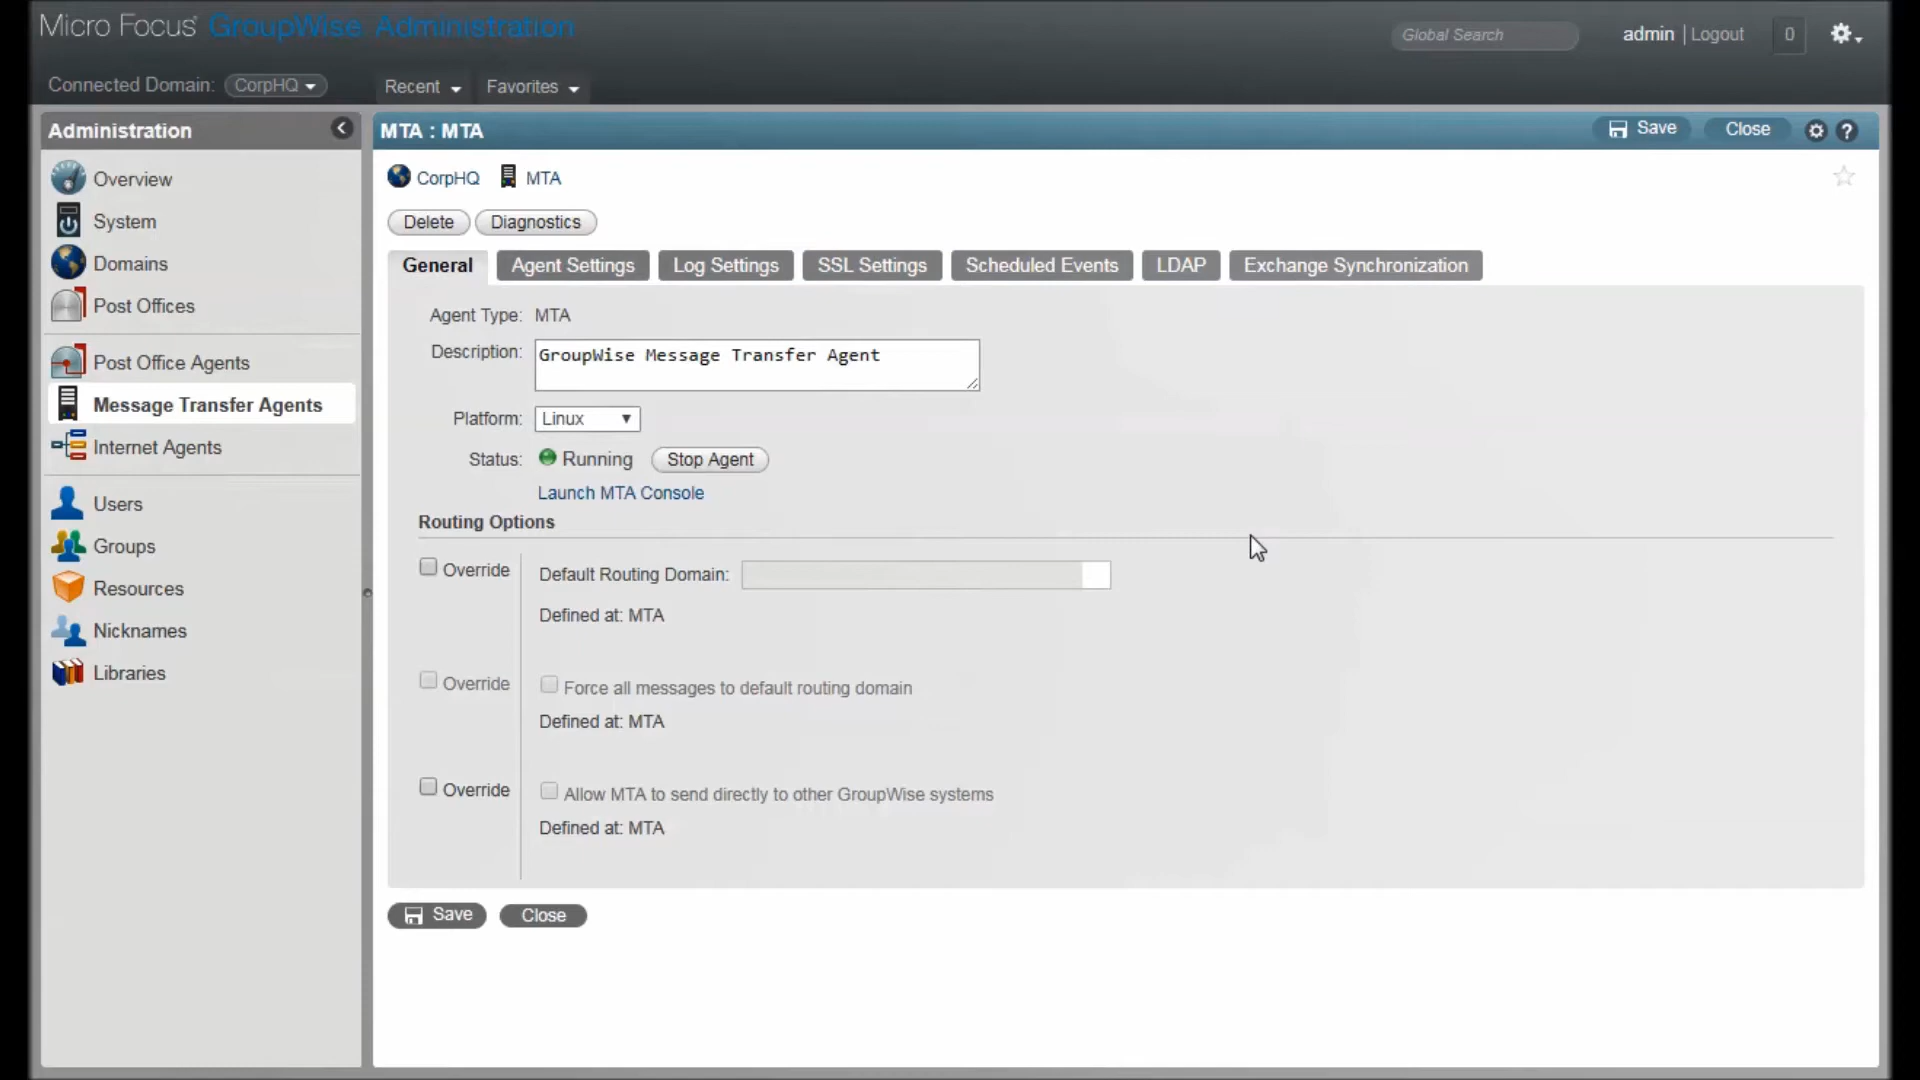 Micro Focus GroupWise Administration
Global Search
admin | Logout
0
Connected Domain: CorpHQ
Recent
Favorites
Administration
MTA : MTA
Save
Close
?
Overview
System
Domains
Post Offices
Post Office Agents
Message Transfer Agents
Internet Agents
Users
Groups
Resources
Nicknames
Libraries
CorpHQ
MTA
Delete
Diagnostics
General
Agent Settings
Log Settings
SSL Settings
Scheduled Events
LDAP
Exchange Synchronization
Agent Type: MTA
Description: GroupWise Message Transfer Agent
Platform: Linux
Status: Running
Stop Agent
Launch MTA Console
Routing Options
Override
Default Routing Domain:
Defined at: MTA
Override
Force all messages to default routing domain
Defined at: MTA
Override
Allow MTA to send directly to other GroupWise systems
Defined at: MTA
Save
Close